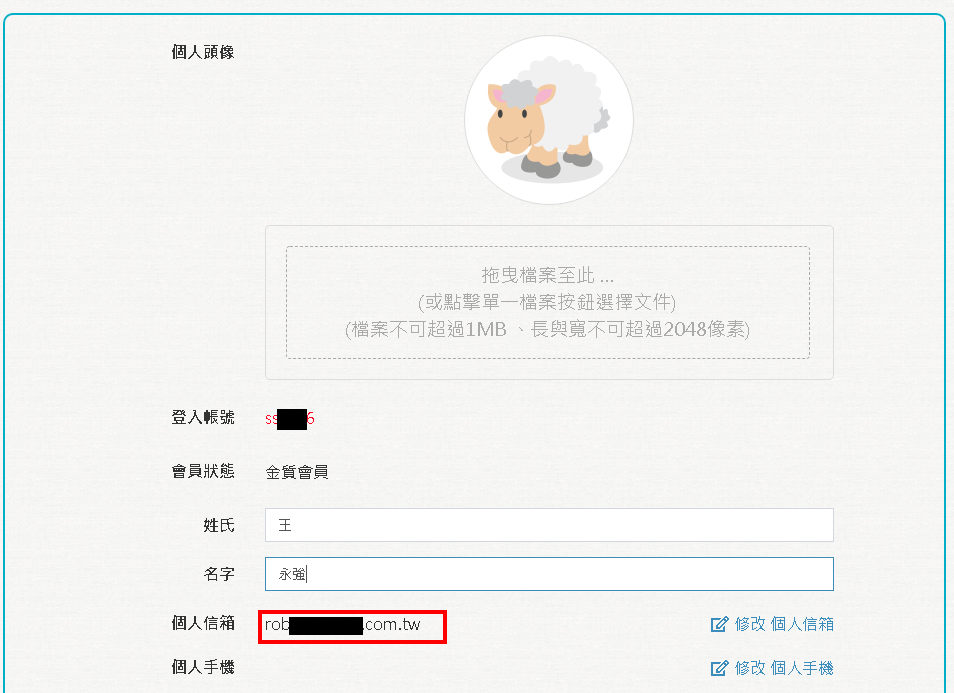 個人頭像
拖曳檔案至此 ...
(或點擊單一檔案按鈕選擇文件)
(檔案不可超過1MB 、長與寬不可超過2048像素)
登入帳號 ss 6
會員狀態 金質會員
姓氏 王
名字 永強
個人信箱 rob .com.tw 修改 個人信箱
個人手機 修改 個人手機